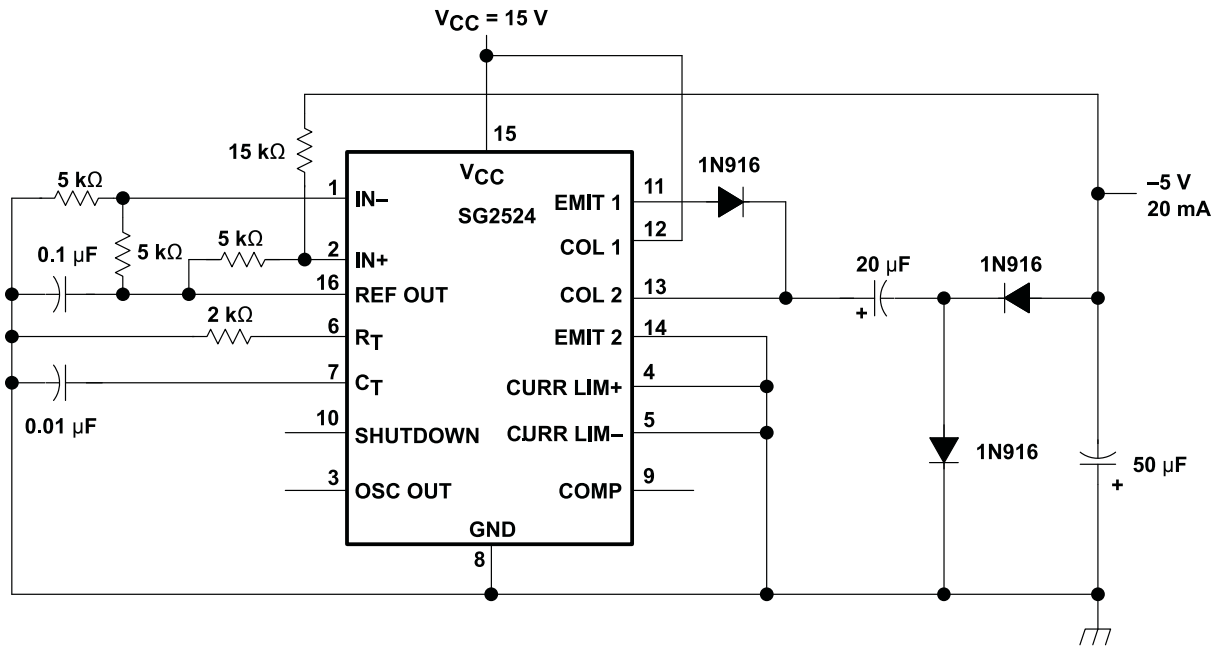 VCC = 15 V
15
15 kΩ
5 kΩ
5 kΩ
5 kΩ
0.1 µF
2 kΩ
0.01 µF
1
2
16
6
7
10
3
VCC
SG2524
IN–
IN+
REF OUT
RT
CT
SHUTDOWN
OSC OUT
GND
8
EMIT 1
COL 1
COL 2
EMIT 2
CURR LIM+
CURR LIM–
COMP
11
12
13
14
4
5
9
1N916
20 µF
+
1N916
1N916
–5 V
20 mA
50 µF
+